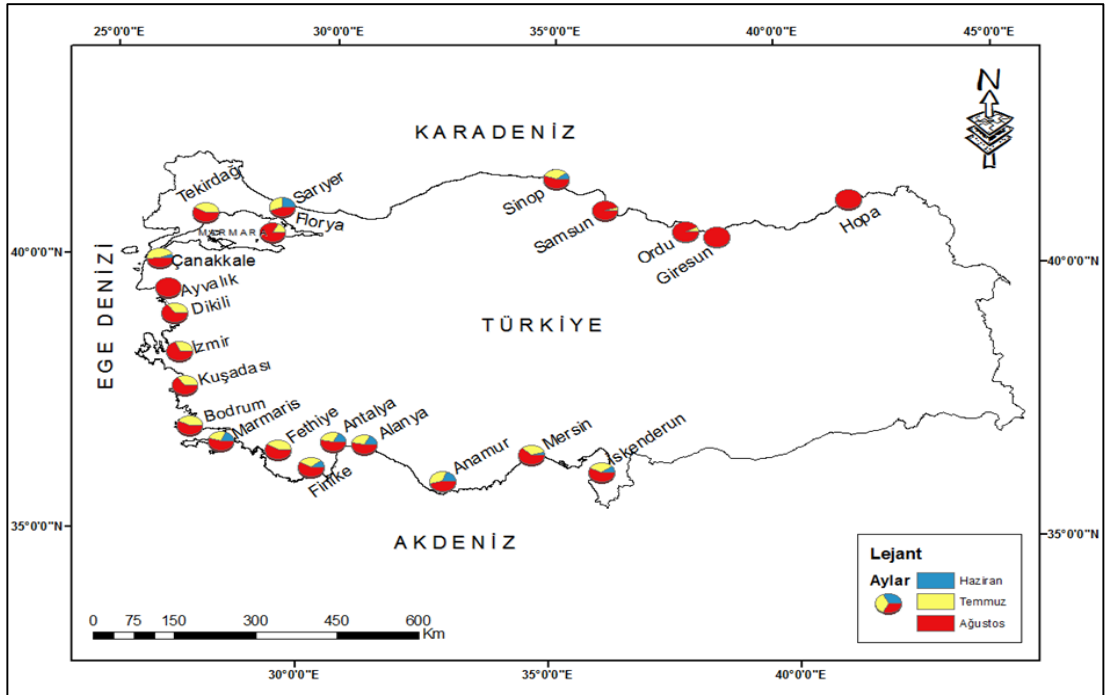 25°0'0"E 30°0'0"E 35°0'0"E 40°0'0"E 45°0'0"E
N
KARADENİZ
Tekirdağ
Sarıyer
Florya
MARMARA
Sinop
Samsun
Ordu
Giresun
Hopa
40°0'0"N 40°0'0"N
Çanakkale
Ayvalık
Dikili
EGE DENİZİ
TÜRKİYE
İzmir
Kuşadası
Bodrum
Marmaris
Fethiye
Finike
Antalya
Alanya
Anamur
Mersin
İskenderun
35°0'0"N 35°0'0"N
AKDENİZ
Lejant
Aylar
Haziran
Temmuz
Ağustos
0 75 150 300 450 600
Km
30°0'0"E 35°0'0"E 40°0'0"E